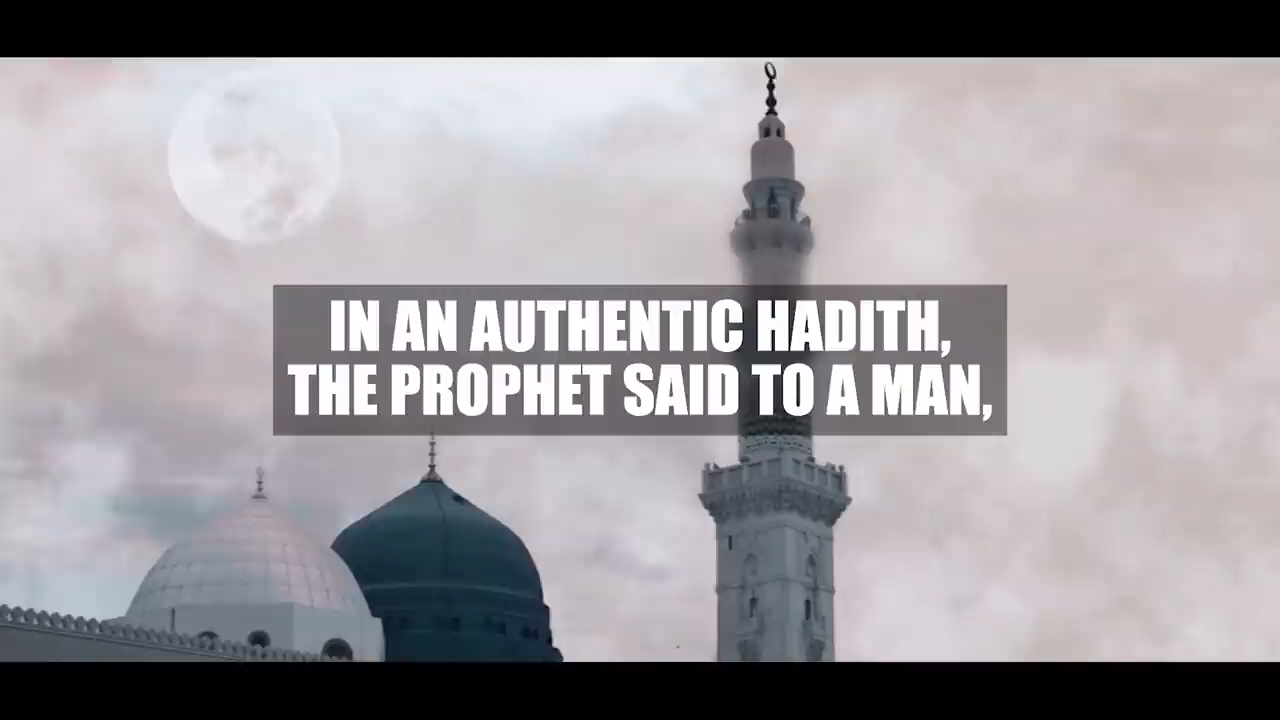 IN AN AUTHENTIC HADITH,
THE PROPHET SAID TO A MAN,